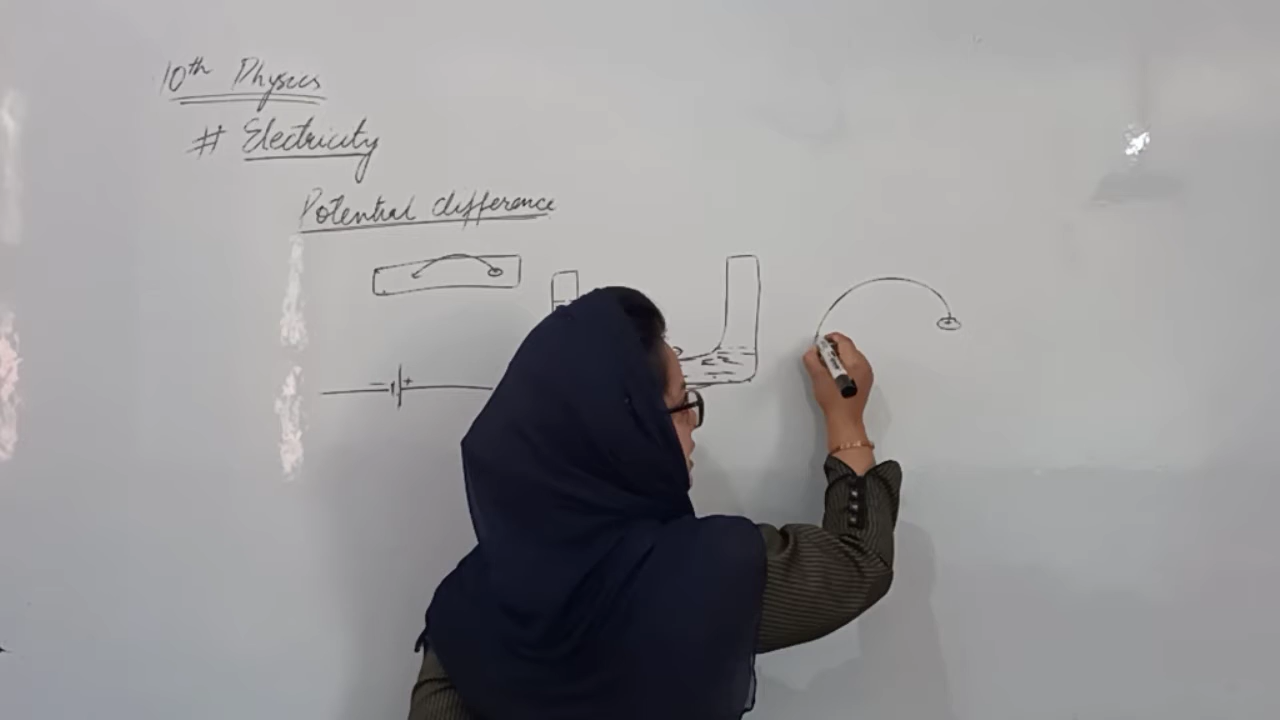 10th Physics
# Electricity
Potential difference
- +